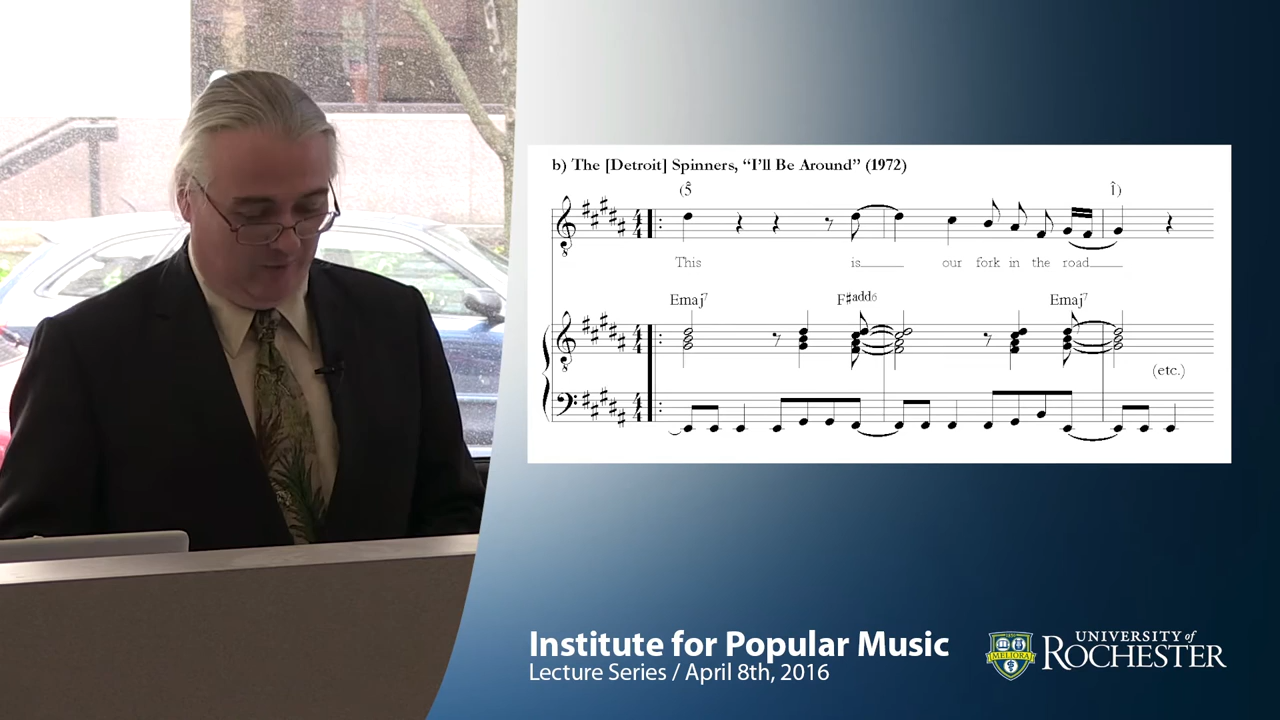 b) The [Detroit] Spinners, “I’ll Be Around” (1972)
(5̂ 1̂)
This is our fork in the road
Emaj7 F♯add6 Emaj7
(etc.)
Institute for Popular Music
Lecture Series / April 8th, 2016
MELIORA
UNIVERSITY of
ROCHESTER